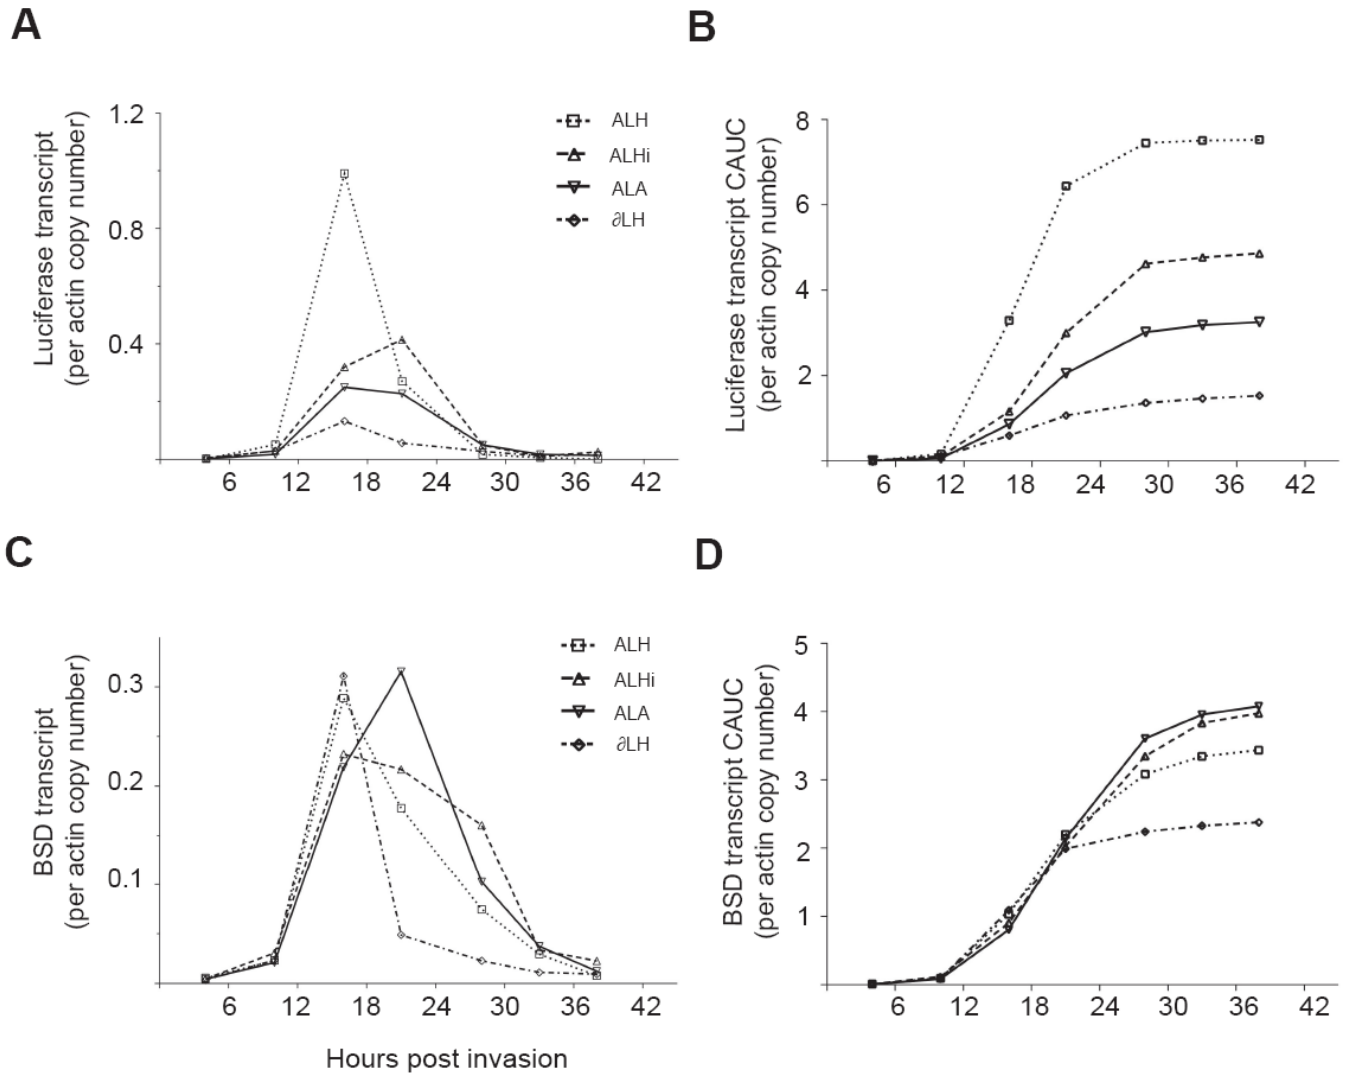 A
Luciferase transcript
(per actin copy number)
1.2
0.8
0.4
6 12 18 24 30 36 42
ALH
ALHi
ALA
∂LH
B
Luciferase transcript CAUC
(per actin copy number)
8
6
4
2
6 12 18 24 30 36 42
C
BSD transcript
(per actin copy number)
0.3
0.2
0.1
6 12 18 24 30 36 42
ALH
ALHi
ALA
∂LH
Hours post invasion
D
BSD transcript CAUC
(per actin copy number)
5
4
3
2
1
6 12 18 24 30 36 42